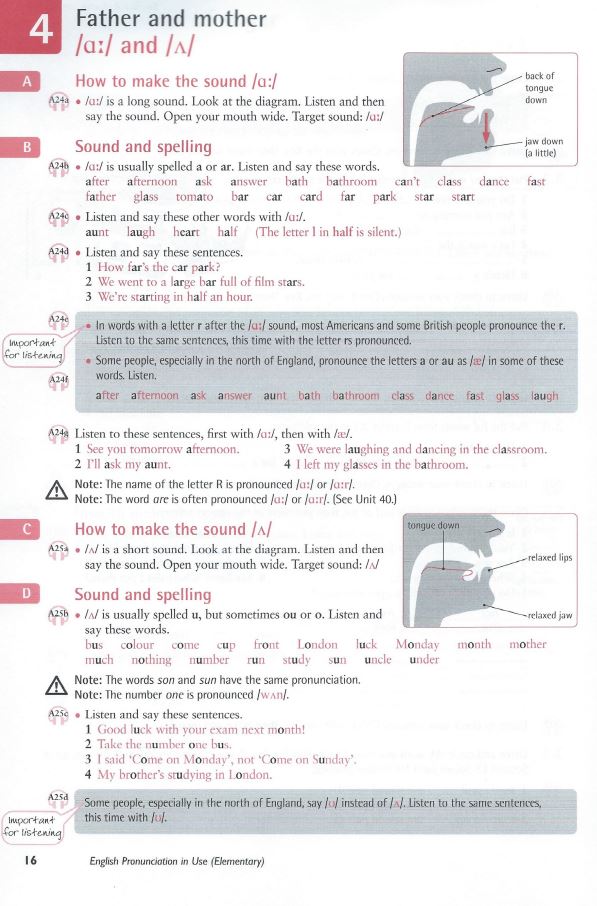 4
Father and mother
/ɑː/ and /ʌ/
A
How to make the sound /ɑː/
A24a • /ɑː/ is a long sound. Look at the diagram. Listen and then
say the sound. Open your mouth wide. Target sound: /ɑː/
back of
tongue
down
jaw down
(a little)
B
Sound and spelling
A24b • /ɑː/ is usually spelled a or ar. Listen and say these words.
after afternoon ask answer bath bathroom can't class dance fast
father glass tomato bar car card far park star start
A24c • Listen and say these other words with /ɑː/.
aunt laugh heart half (The letter l in half is silent.)
A24d • Listen and say these sentences.
1 How far's the car park?
2 We went to a large bar full of film stars.
3 We're starting in half an hour.
A24e
Important
for listening
• In words with a letter r after the /ɑː/ sound, most Americans and some British people pronounce the r.
Listen to the same sentences, this time with the letter rs pronounced.
• Some people, especially in the north of England, pronounce the letters a or au as /æ/ in some of these
A24f
words. Listen.
after afternoon ask answer aunt bath bathroom class dance fast glass laugh
A24g Listen to these sentences, first with /ɑː/, then with /æ/.
1 See you tomorrow afternoon. 3 We were laughing and dancing in the classroom.
2 I'll ask my aunt. 4 I left my glasses in the bathroom.
Note: The name of the letter R is pronounced /ɑː/ or /ɑːr/.
Note: The word are is often pronounced /ɑː/ or /ɑːr/. (See Unit 40.)
C
How to make the sound /ʌ/
A25a • /ʌ/ is a short sound. Look at the diagram. Listen and then
say the sound. Open your mouth wide. Target sound: /ʌ/
tongue down
relaxed lips
relaxed jaw
D
Sound and spelling
A25b • /ʌ/ is usually spelled u, but sometimes ou or o. Listen and
say these words.
bus colour come cup front London luck Monday month mother
much nothing number run study sun uncle under
Note: The words son and sun have the same pronunciation.
Note: The number one is pronounced /wʌn/.
A25c • Listen and say these sentences.
1 Good luck with your exam next month!
2 Take the number one bus.
3 I said 'Come on Monday', not 'Come on Sunday'.
4 My brother's studying in London.
A25d
Important
for listening
Some people, especially in the north of England, say /ʊ/ instead of /ʌ/. Listen to the same sentences,
this time with /ʊ/.
16 English Pronunciation in Use (Elementary)